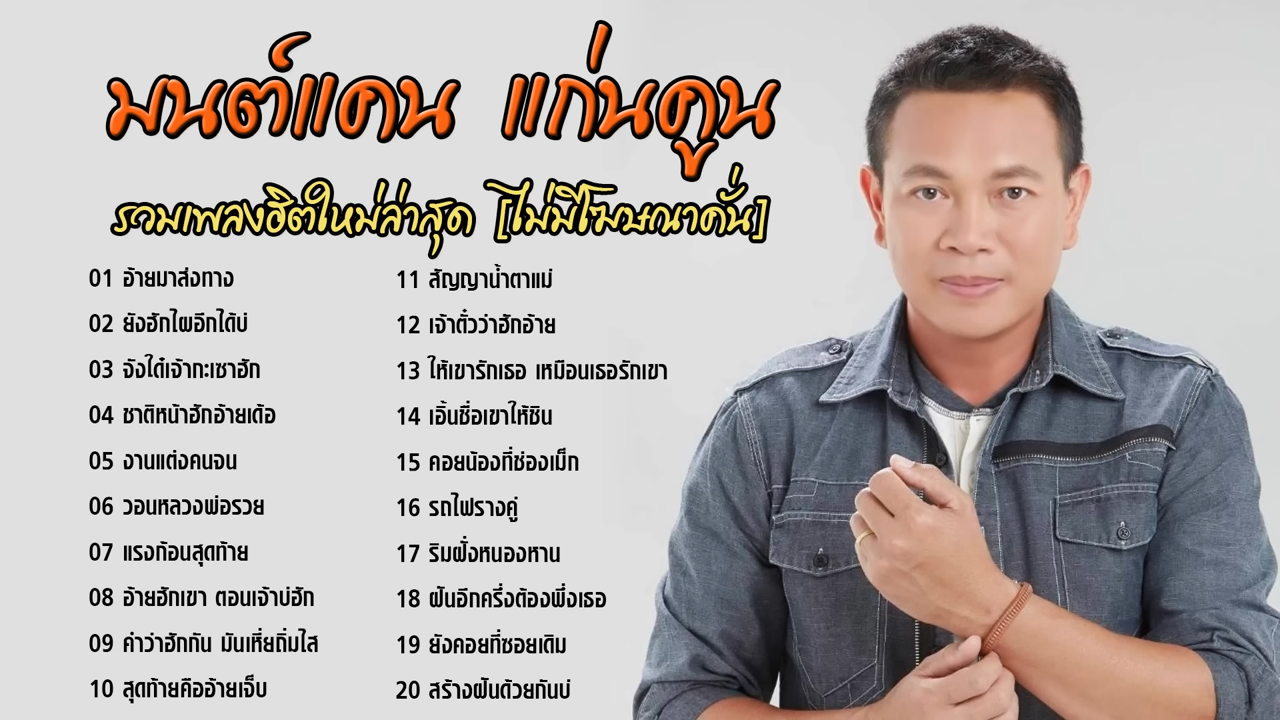 มนต์แคน แก่นคูน
รวมเพลงฮิตใหม่ล่าสุด [ไม่มีโฆษณาคั่น]
01 อ้ายมาส่งทาง
02 ยังฮักไผอีกได้บ่
03 จังใด๋เจ้ากะเซาฮัก
04 ชาติหน้าฮักอ้ายเด้อ
05 งานแต่งคนจน
06 วอนหลวงพ่อรวย
07 แรงก้อนสุดท้าย
08 อ้ายฮักเขา ตอนเจ้าบ่ฮัก
09 คำว่าฮักกัน มันเหี่ยถิ่มไส
10 สุดท้ายคืออ้ายเจ็บ
11 สัญญาน้ำตาแม่
12 เจ้าตั๋วว่าฮักอ้าย
13 ให้เขารักเธอ เหมือนเธอรักเขา
14 เอิ้นชื่อเขาให้ชิน
15 คอยน้องที่ช่องเม็ก
16 รถไฟรางคู่
17 ริมฝั่งหนองหาน
18 ฝันอีกครึ่งต้องพึ่งเธอ
19 ยังคอยที่ซอยเดิม
20 สร้างฝันด้วยกันบ่